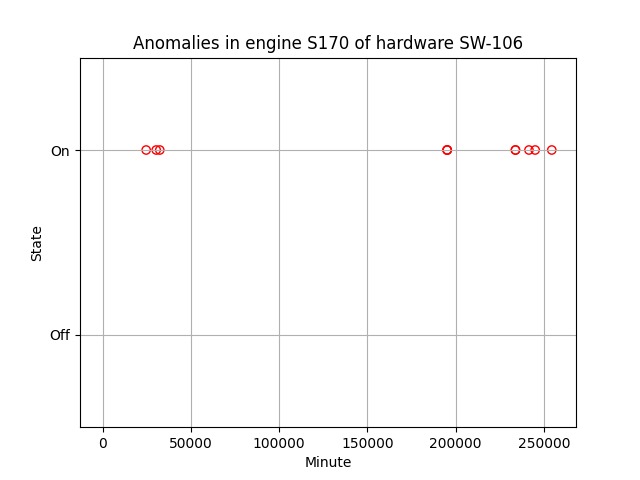 Anomalies in engine S170 of hardware SW-106
On
State
Off
0 50000 100000 150000 200000 250000
Minute